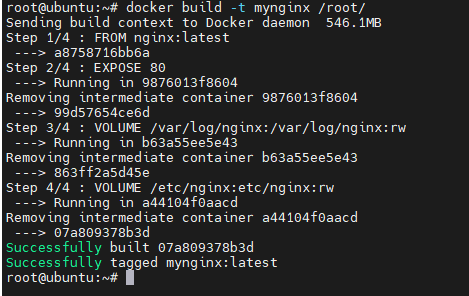 root@ubuntu:~# docker build -t mynginx /root/
Sending build context to Docker daemon  546.1MB
Step 1/4 : FROM nginx:latest
 ---> a8758716bb6a
Step 2/4 : EXPOSE 80
 ---> Running in 9876013f8604
Removing intermediate container 9876013f8604
 ---> 99d57654ce6d
Step 3/4 : VOLUME /var/log/nginx:/var/log/nginx:rw
 ---> Running in b63a55ee5e43
Removing intermediate container b63a55ee5e43
 ---> 863ff2a5d45e
Step 4/4 : VOLUME /etc/nginx:etc/nginx:rw
 ---> Running in a44104f0aacd
Removing intermediate container a44104f0aacd
 ---> 07a809378b3d
Successfully built 07a809378b3d
Successfully tagged mynginx:latest
root@ubuntu:~#